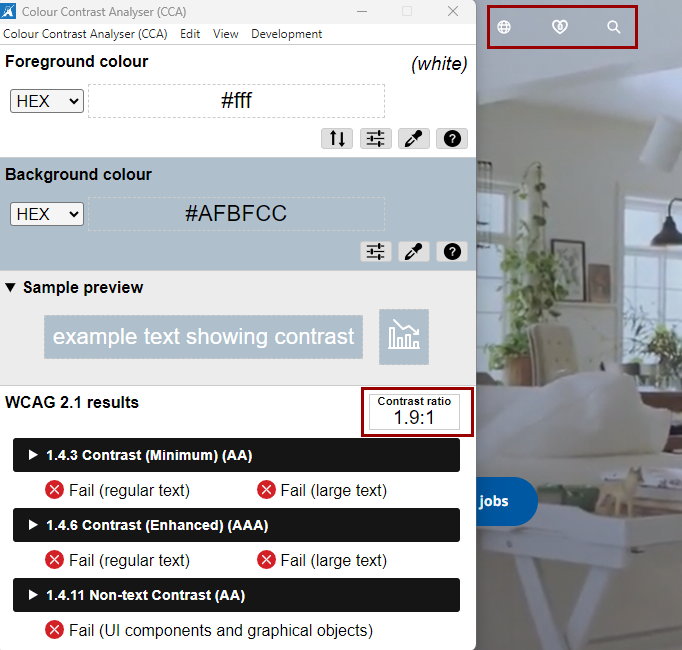 Colour Contrast Analyser (CCA)
Colour Contrast Analyser (CCA) Edit View Development
Foreground colour (white)
HEX #fff
Background colour
HEX #AFBFCC
Sample preview
example text showing contrast
WCAG 2.1 results
Contrast ratio
1.9:1
1.4.3 Contrast (Minimum) (AA)
Fail (regular text) Fail (large text)
1.4.6 Contrast (Enhanced) (AAA)
Fail (regular text) Fail (large text)
1.4.11 Non-text Contrast (AA)
Fail (UI components and graphical objects)
jobs